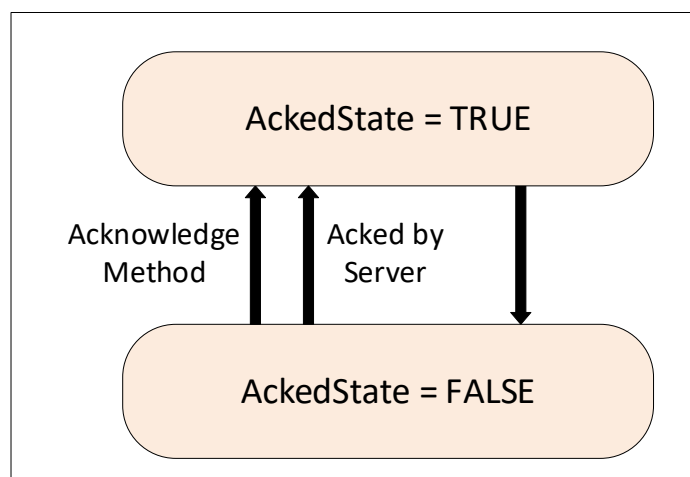 AckedState = TRUE
Acknowledge
Method
Acked by
Server
AckedState = FALSE